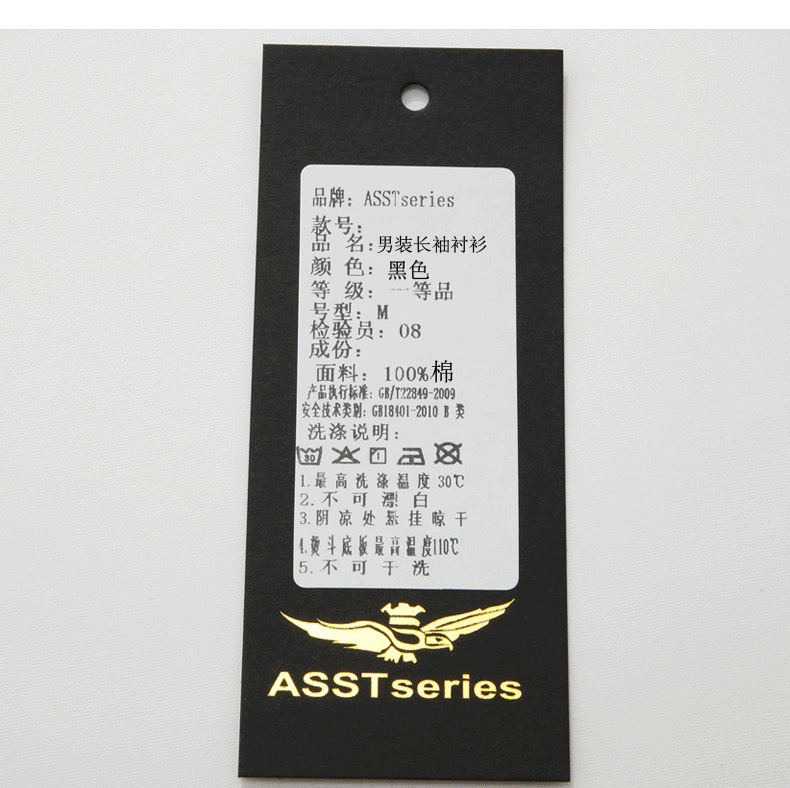 品牌: ASSTseries
款号:
品 名:男装长袖衬衫
颜 色: 黑色
等 级: 一等品
号型: M
检验员: 08
成份:
面料: 100%棉
产品执行标准: GB/T22849-2009
安全技术类别: GB18401-2010 B 类
洗涤说明:
30
1.最高洗涤温度30℃
2.不可漂白
3.阴凉处悬挂晾干
4.熨斗底板最高温度110℃
5.不可干洗
ASSTseries